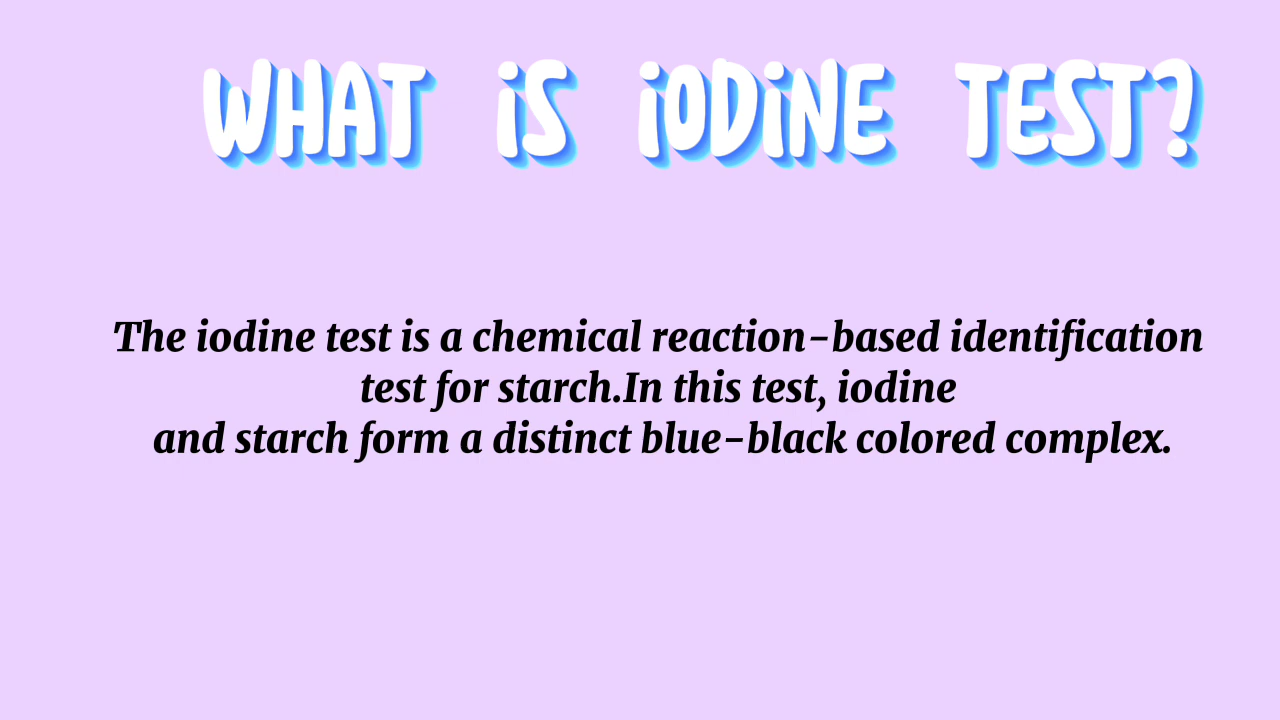 WHAT iS iODiNE TEST?
The iodine test is a chemical reaction-based identification
test for starch.In this test, iodine
and starch form a distinct blue-black colored complex.